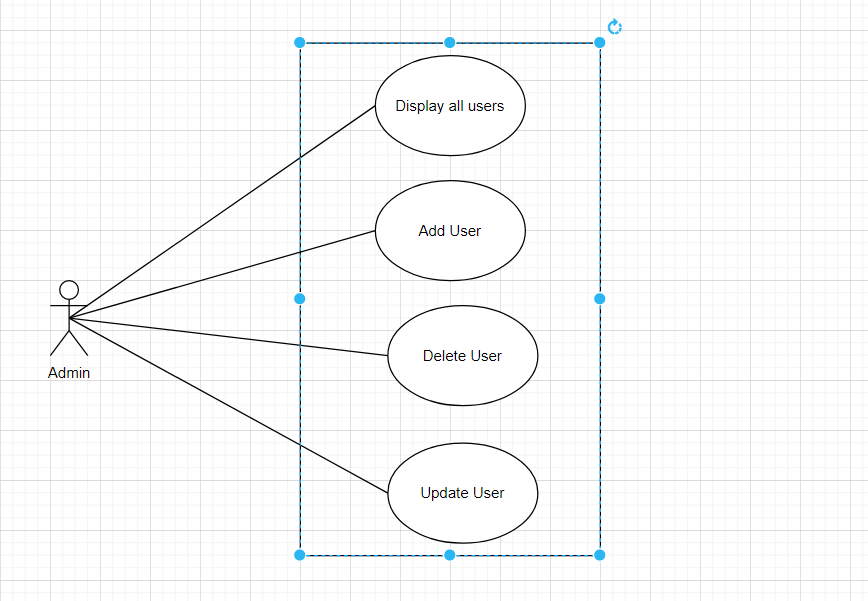 Display all users
Add User
Delete User
Update User
Admin